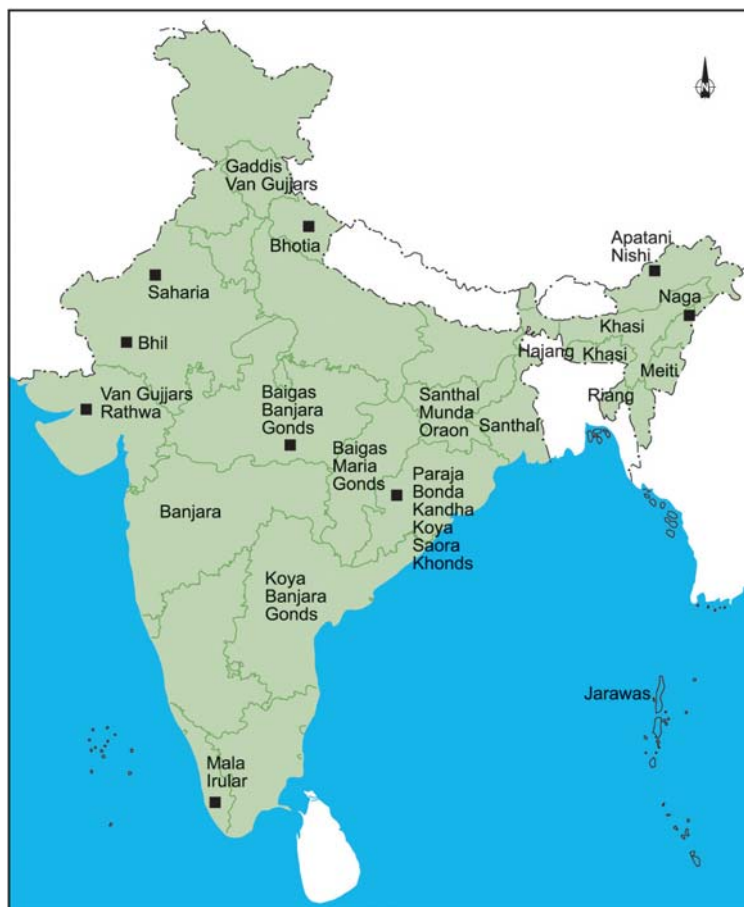 N
Gaddis
Van Gujjars
Bhotia
Apatani
Nishi
Saharia
Naga
Khasi
Bhil
Hajang
Khasi
Meiti
Van Gujjars
Rathwa
Baigas
Banjara
Gonds
Santhal
Munda
Oraon
Riang
Santhal
Baigas
Maria
Gonds
Paraja
Bonda
Kandha
Koya
Saora
Khonds
Banjara
Koya
Banjara
Gonds
Jarawas
Mala
Irular